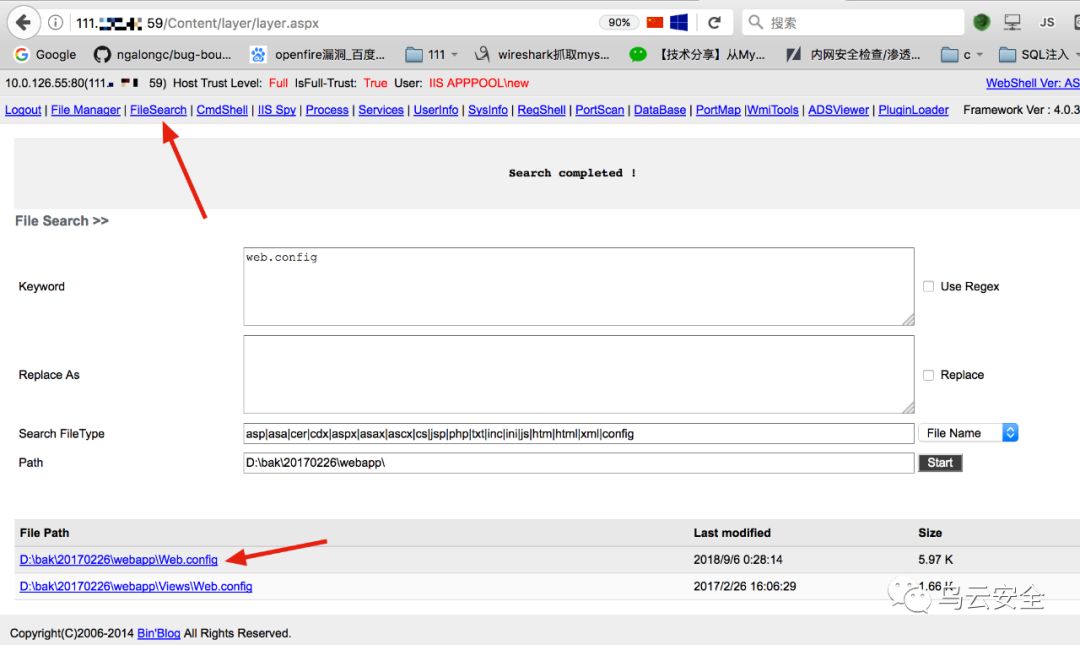 111. 59/Content/layer/layer.aspx 90% 搜索 JS
Google ngalongc/bug-bou... openfire漏洞_百度... 111 wireshark抓取mys... 【技术分享】从My... 内网安全检查/渗透... c SQL注入
10.0.126.55:80(111. 59) Host Trust Level: Full IsFull-Trust: True User: IIS APPPOOL\new WebShell Ver: AS
Logout | File Manager | FileSearch | CmdShell | IIS Spy | Process | Services | UserInfo | SysInfo | RegShell | PortScan | DataBase | PortMap |WmiTools | ADSViewer | PluginLoader Framework Ver : 4.0.3
Search completed !
File Search >>
Keyword web.config Use Regex
Replace As Replace
Search FileType asp|asa|cer|cdx|aspx|asax|ascx|cs|jsp|php|txt|inc|ini|js|htm|html|xml|config File Name
Path D:\bak\20170226\webapp\ Start
File Path Last modified Size
D:\bak\20170226\webapp\Web.config 2018/9/6 0:28:14 5.97 K
D:\bak\20170226\webapp\Views\Web.config 2017/2/26 16:06:29 1.66 K
乌云安全
Copyright(C)2006-2014 Bin'Blog All Rights Reserved.